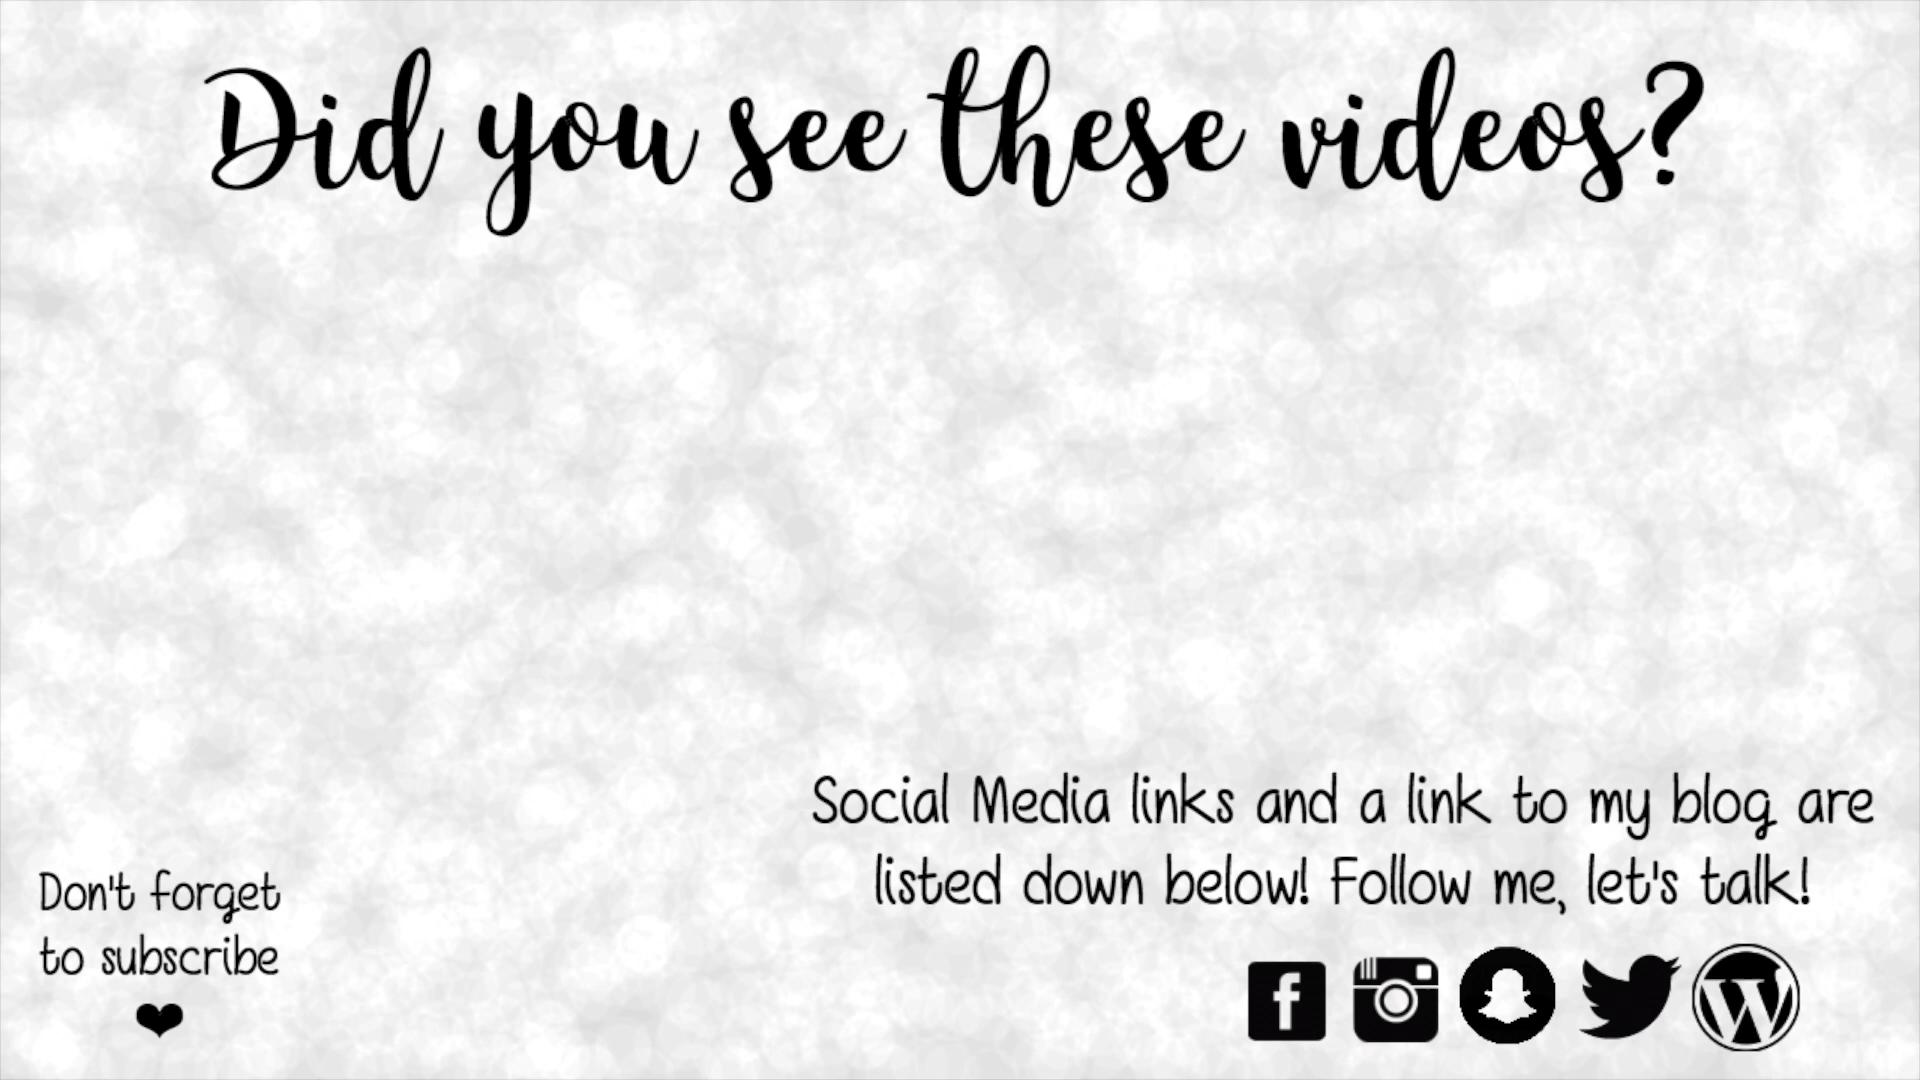 Did you see these videos?
Social Media links and a link to my blog are
listed down below! Follow me, let's talk!
Don't forget
to subscribe